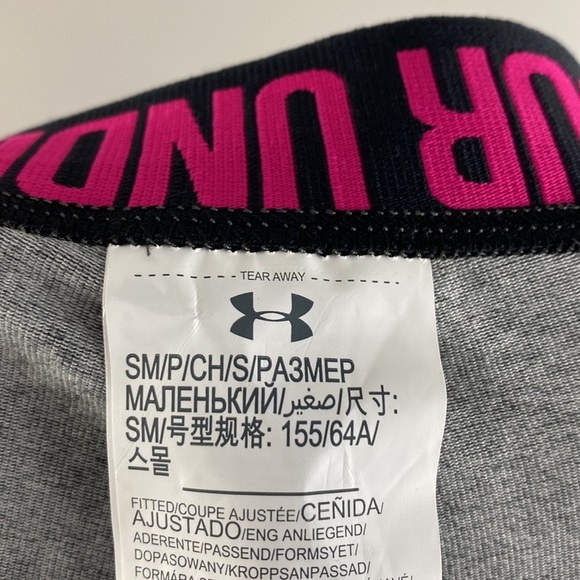 UR UND
TEAR AWAY
SM/P/CH/S/РАЗМЕР
МАЛЕНЬКИЙ/صغير/尺寸:
SM/号型规格: 155/64A/
스몰
FITTED/COUPE AJUSTÉE/CEÑIDA/
AJUSTADO/ENG ANLIEGEND/
ADERENTE/PASSEND/FORMSYET/
DOPASOWANY/KROPPSANPASSAD/